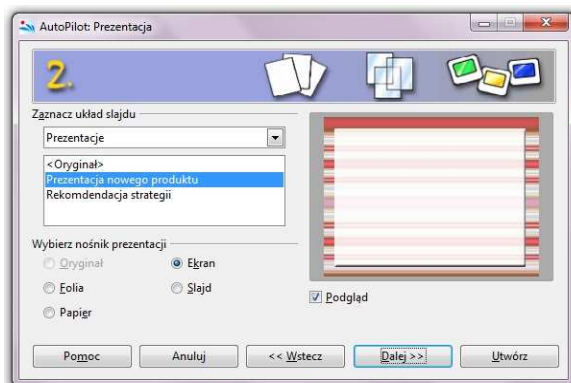 AutoPilot: Prezentacja
2.
Zaznacz układ slajdu
Prezentacje
<Oryginał>
Prezentacja nowego produktu
Rekomdendacja strategii
Wybierz nośnik prezentacji
Oryginał
Ekran
Folia
Slajd
Papier
Podgląd
Pomoc
Anuluj
<< Wstecz
Dalej >>
Utwórz